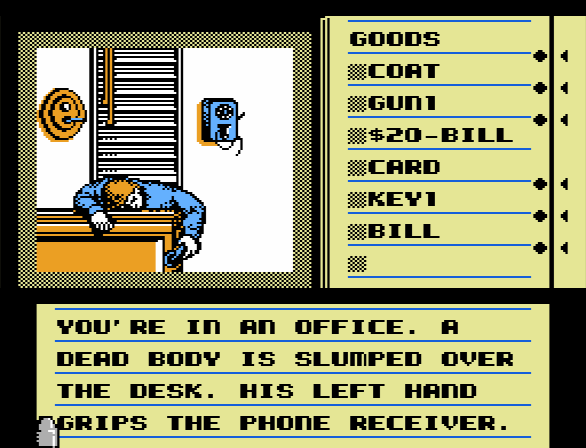 GOODS
COAT
GUN1
$20-BILL
CARD
KEY1
BILL
YOU'RE IN AN OFFICE. A
DEAD BODY IS SLUMPED OVER
THE DESK. HIS LEFT HAND
GRIPS THE PHONE RECEIVER.